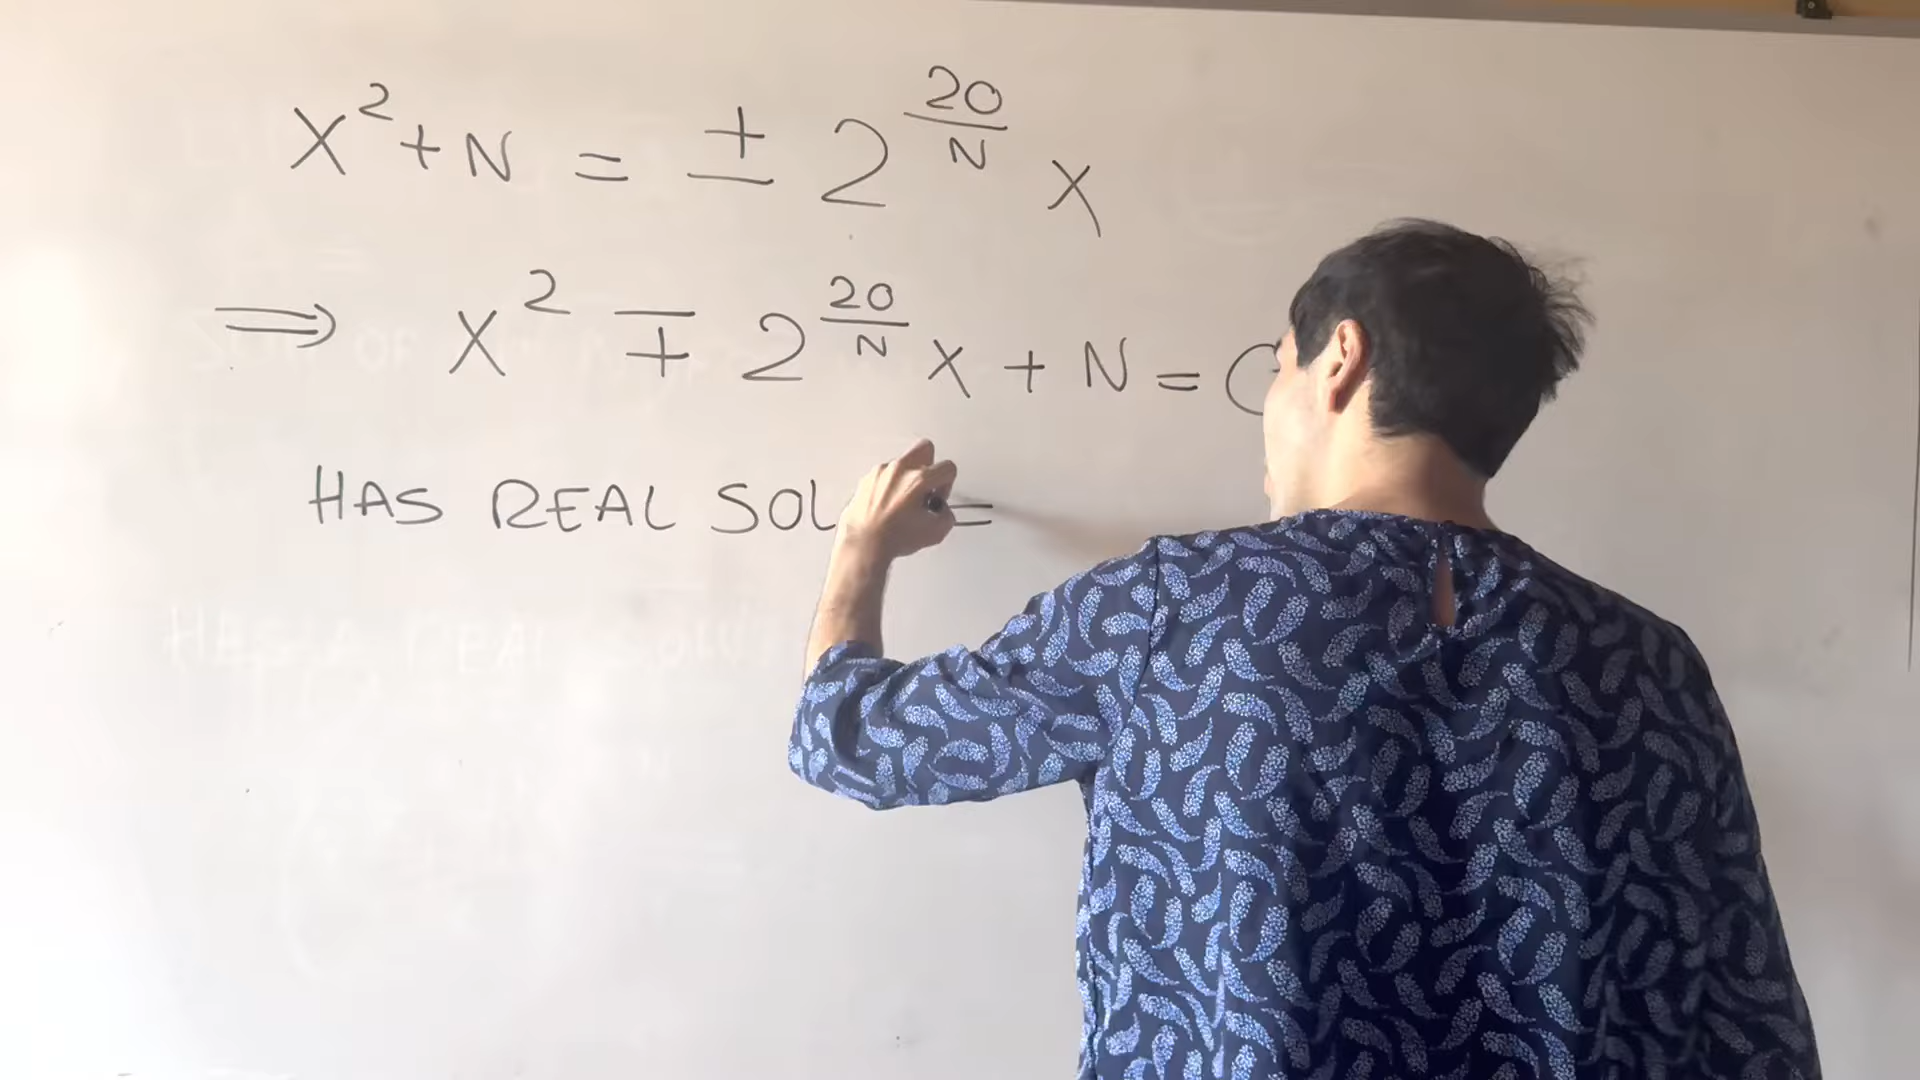 X² + N = ± 2^(20/N) X
⟹ X² ∓ 2^(20/N) X + N = 0
HAS REAL SOL =